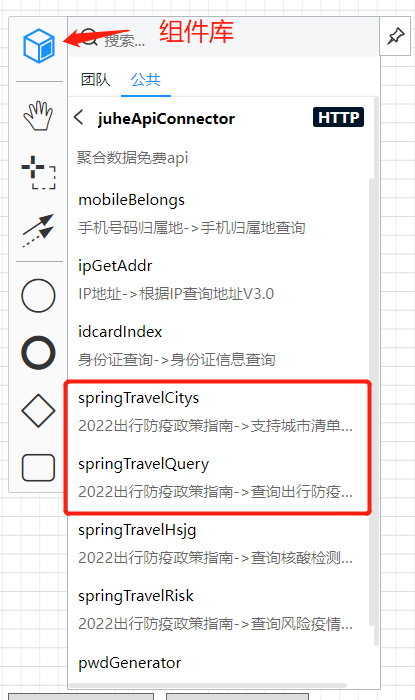 组件库
搜索...
团队 公共
juheApiConnector HTTP
聚合数据免费api
mobileBelongs
手机号码归属地->手机归属地查询
ipGetAddr
IP地址->根据IP查询地址V3.0
idcardIndex
身份证查询->身份证信息查询
springTravelCitys
2022出行防疫政策指南->支持城市清单...
springTravelQuery
2022出行防疫政策指南->查询出行防疫...
springTravelHsjg
2022出行防疫政策指南->查询核酸检测...
springTravelRisk
2022出行防疫政策指南->查询风险疫情...
pwdGenerator